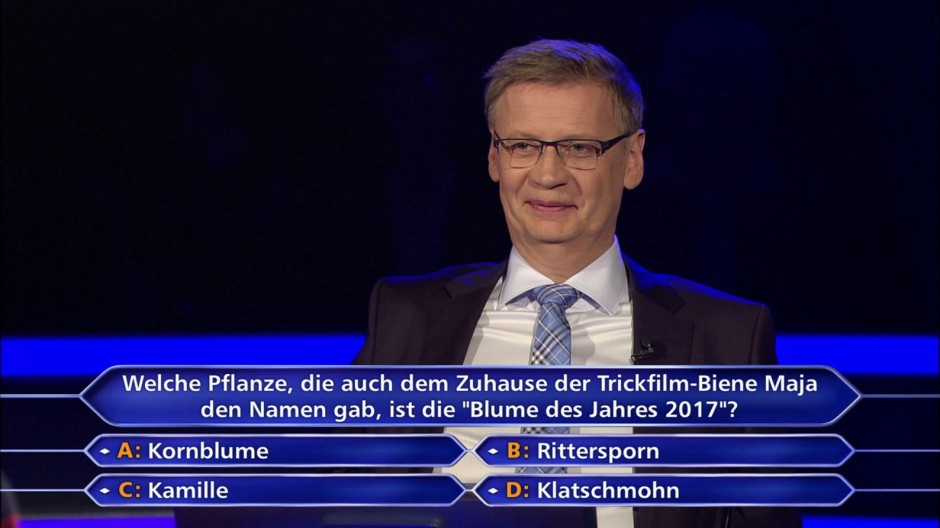 Welche Pflanze, die auch dem Zuhause der Trickfilm-Biene Maja
den Namen gab, ist die "Blume des Jahres 2017"?
A: Kornblume
B: Rittersporn
C: Kamille
D: Klatschmohn